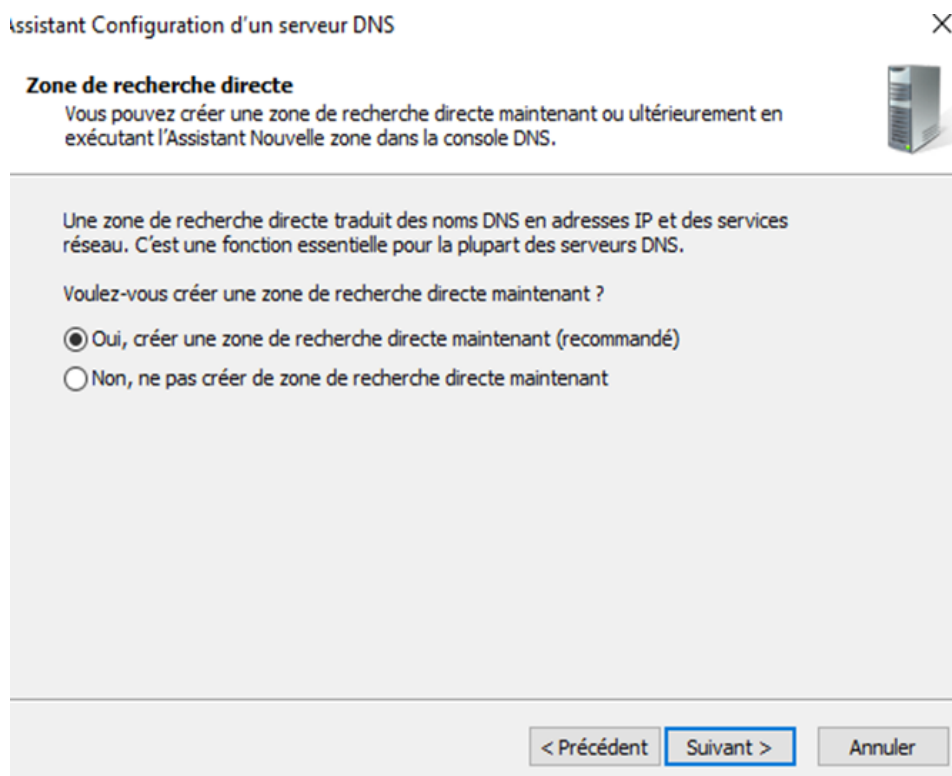 Assistant Configuration d'un serveur DNS
Zone de recherche directe
Vous pouvez créer une zone de recherche directe maintenant ou ultérieurement en
exécutant l'Assistant Nouvelle zone dans la console DNS.
Une zone de recherche directe traduit des noms DNS en adresses IP et des services
réseau. C'est une fonction essentielle pour la plupart des serveurs DNS.
Voulez-vous créer une zone de recherche directe maintenant ?
Oui, créer une zone de recherche directe maintenant (recommandé)
Non, ne pas créer de zone de recherche directe maintenant
< Précédent
Suivant >
Annuler